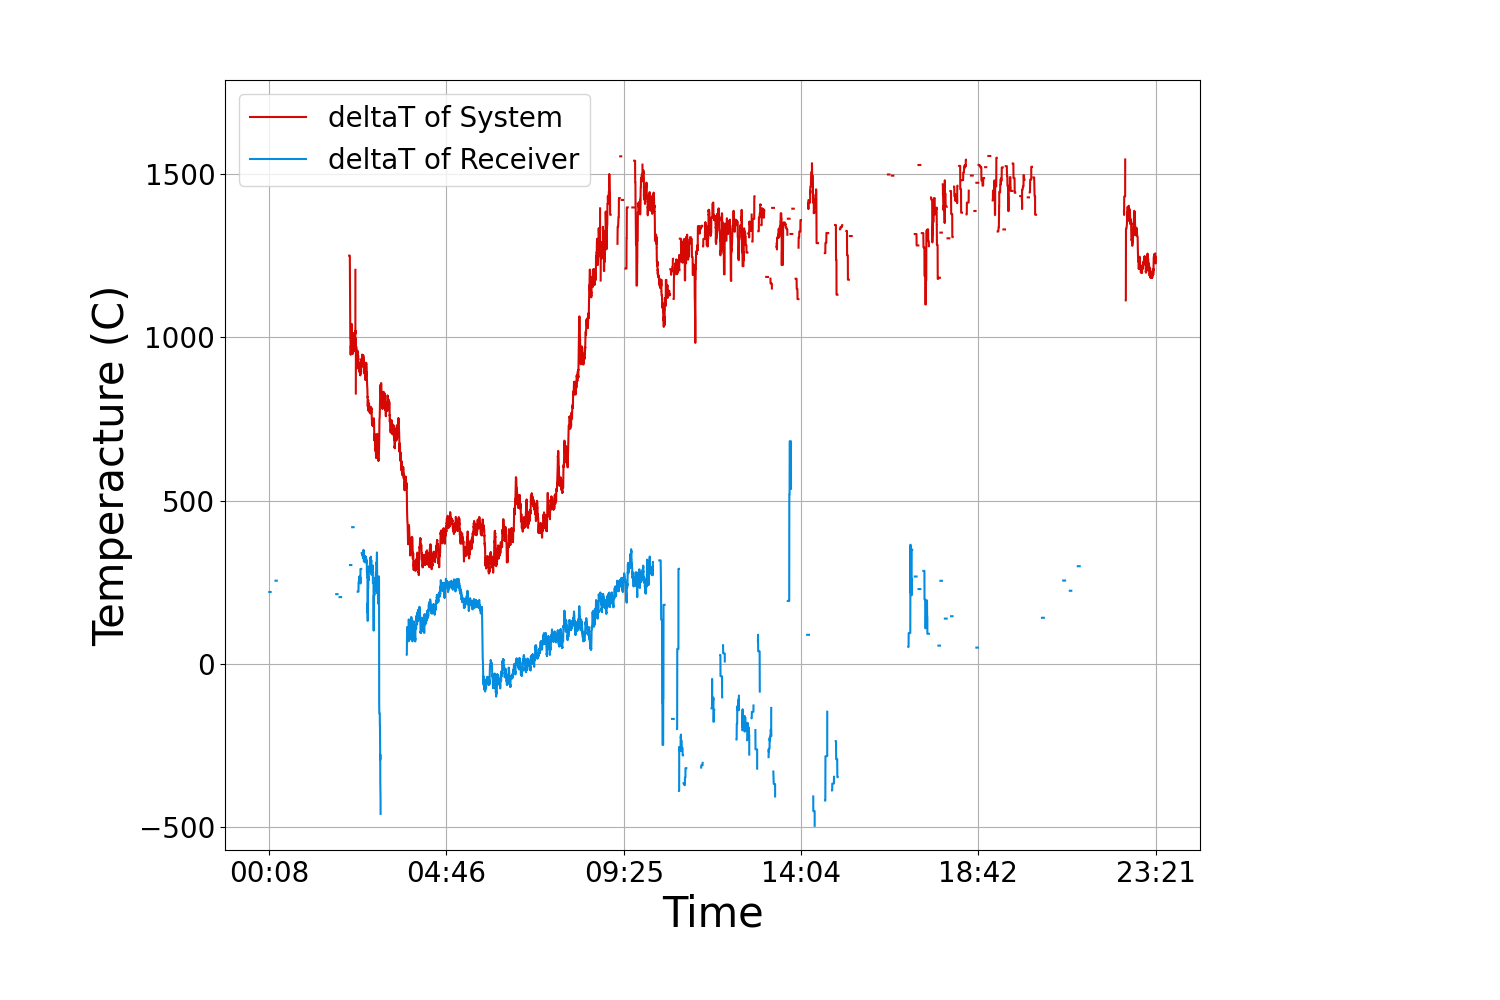 deltaT of System
deltaT of Receiver
1500
1000
500
0
−500
Temperacture (C)
00:08 04:46 09:25 14:04 18:42 23:21
Time